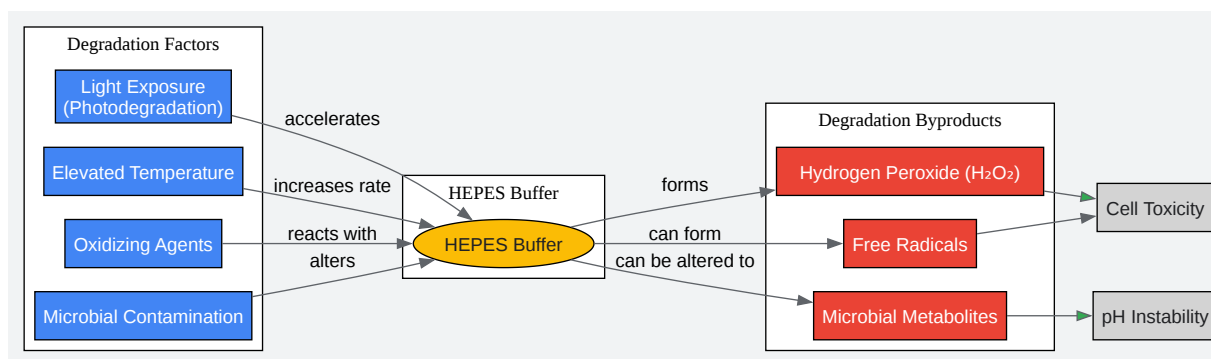 Degradation Factors
Light Exposure
(Photodegradation)
Elevated Temperature
Oxidizing Agents
Microbial Contamination
accelerates
increases rate
reacts with
alters
HEPES Buffer
HEPES Buffer
forms
can form
can be altered to
Degradation Byproducts
Hydrogen Peroxide (H₂O₂)
Free Radicals
Microbial Metabolites
Cell Toxicity
pH Instability